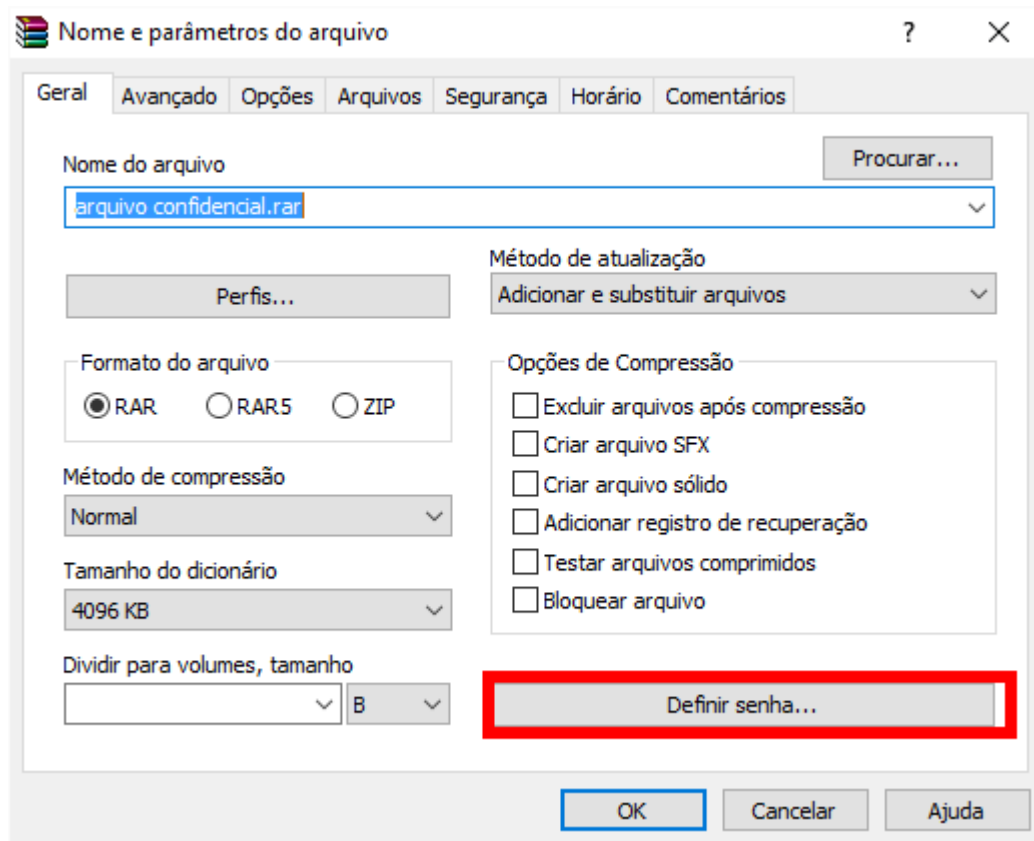 Nome e parâmetros do arquivo ?
Geral Avançado Opções Arquivos Segurança Horário Comentários
Nome do arquivo
Procurar...
arquivo confidencial.rar
Perfis...
Método de atualização
Adicionar e substituir arquivos
Formato do arquivo
RAR RAR5 ZIP
Método de compressão
Normal
Tamanho do dicionário
4096 KB
Dividir para volumes, tamanho
B
Opções de Compressão
Excluir arquivos após compressão
Criar arquivo SFX
Criar arquivo sólido
Adicionar registro de recuperação
Testar arquivos comprimidos
Bloquear arquivo
Definir senha...
OK Cancelar Ajuda